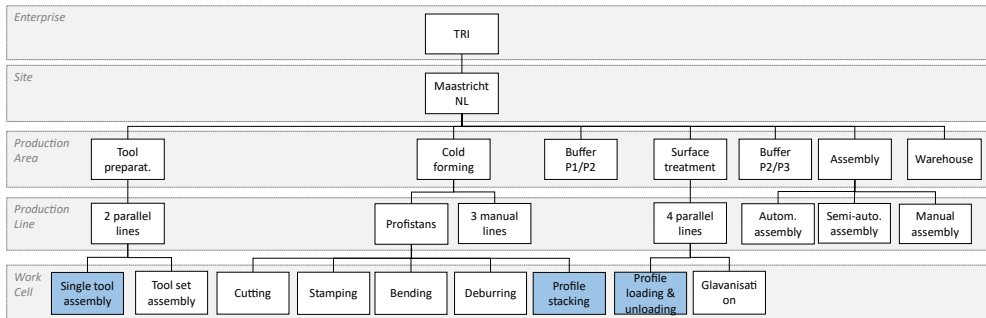 Enterprise
TRI
Site
Maastricht
NL
Production
Area
Tool
preparat.
Cold
forming
Buffer
P1/P2
Surface
treatment
Buffer
P2/P3
Assembly
Warehouse
Production
Line
2 parallel
lines
Profistans
3 manual
lines
4 parallel
lines
Autom.
assembly
Semi-auto.
assembly
Manual
assembly
Work
Cell
Single tool
assembly
Tool set
assembly
Cutting
Stamping
Bending
Deburring
Profile
stacking
Profile
loading &
unloading
Glavanisati
on